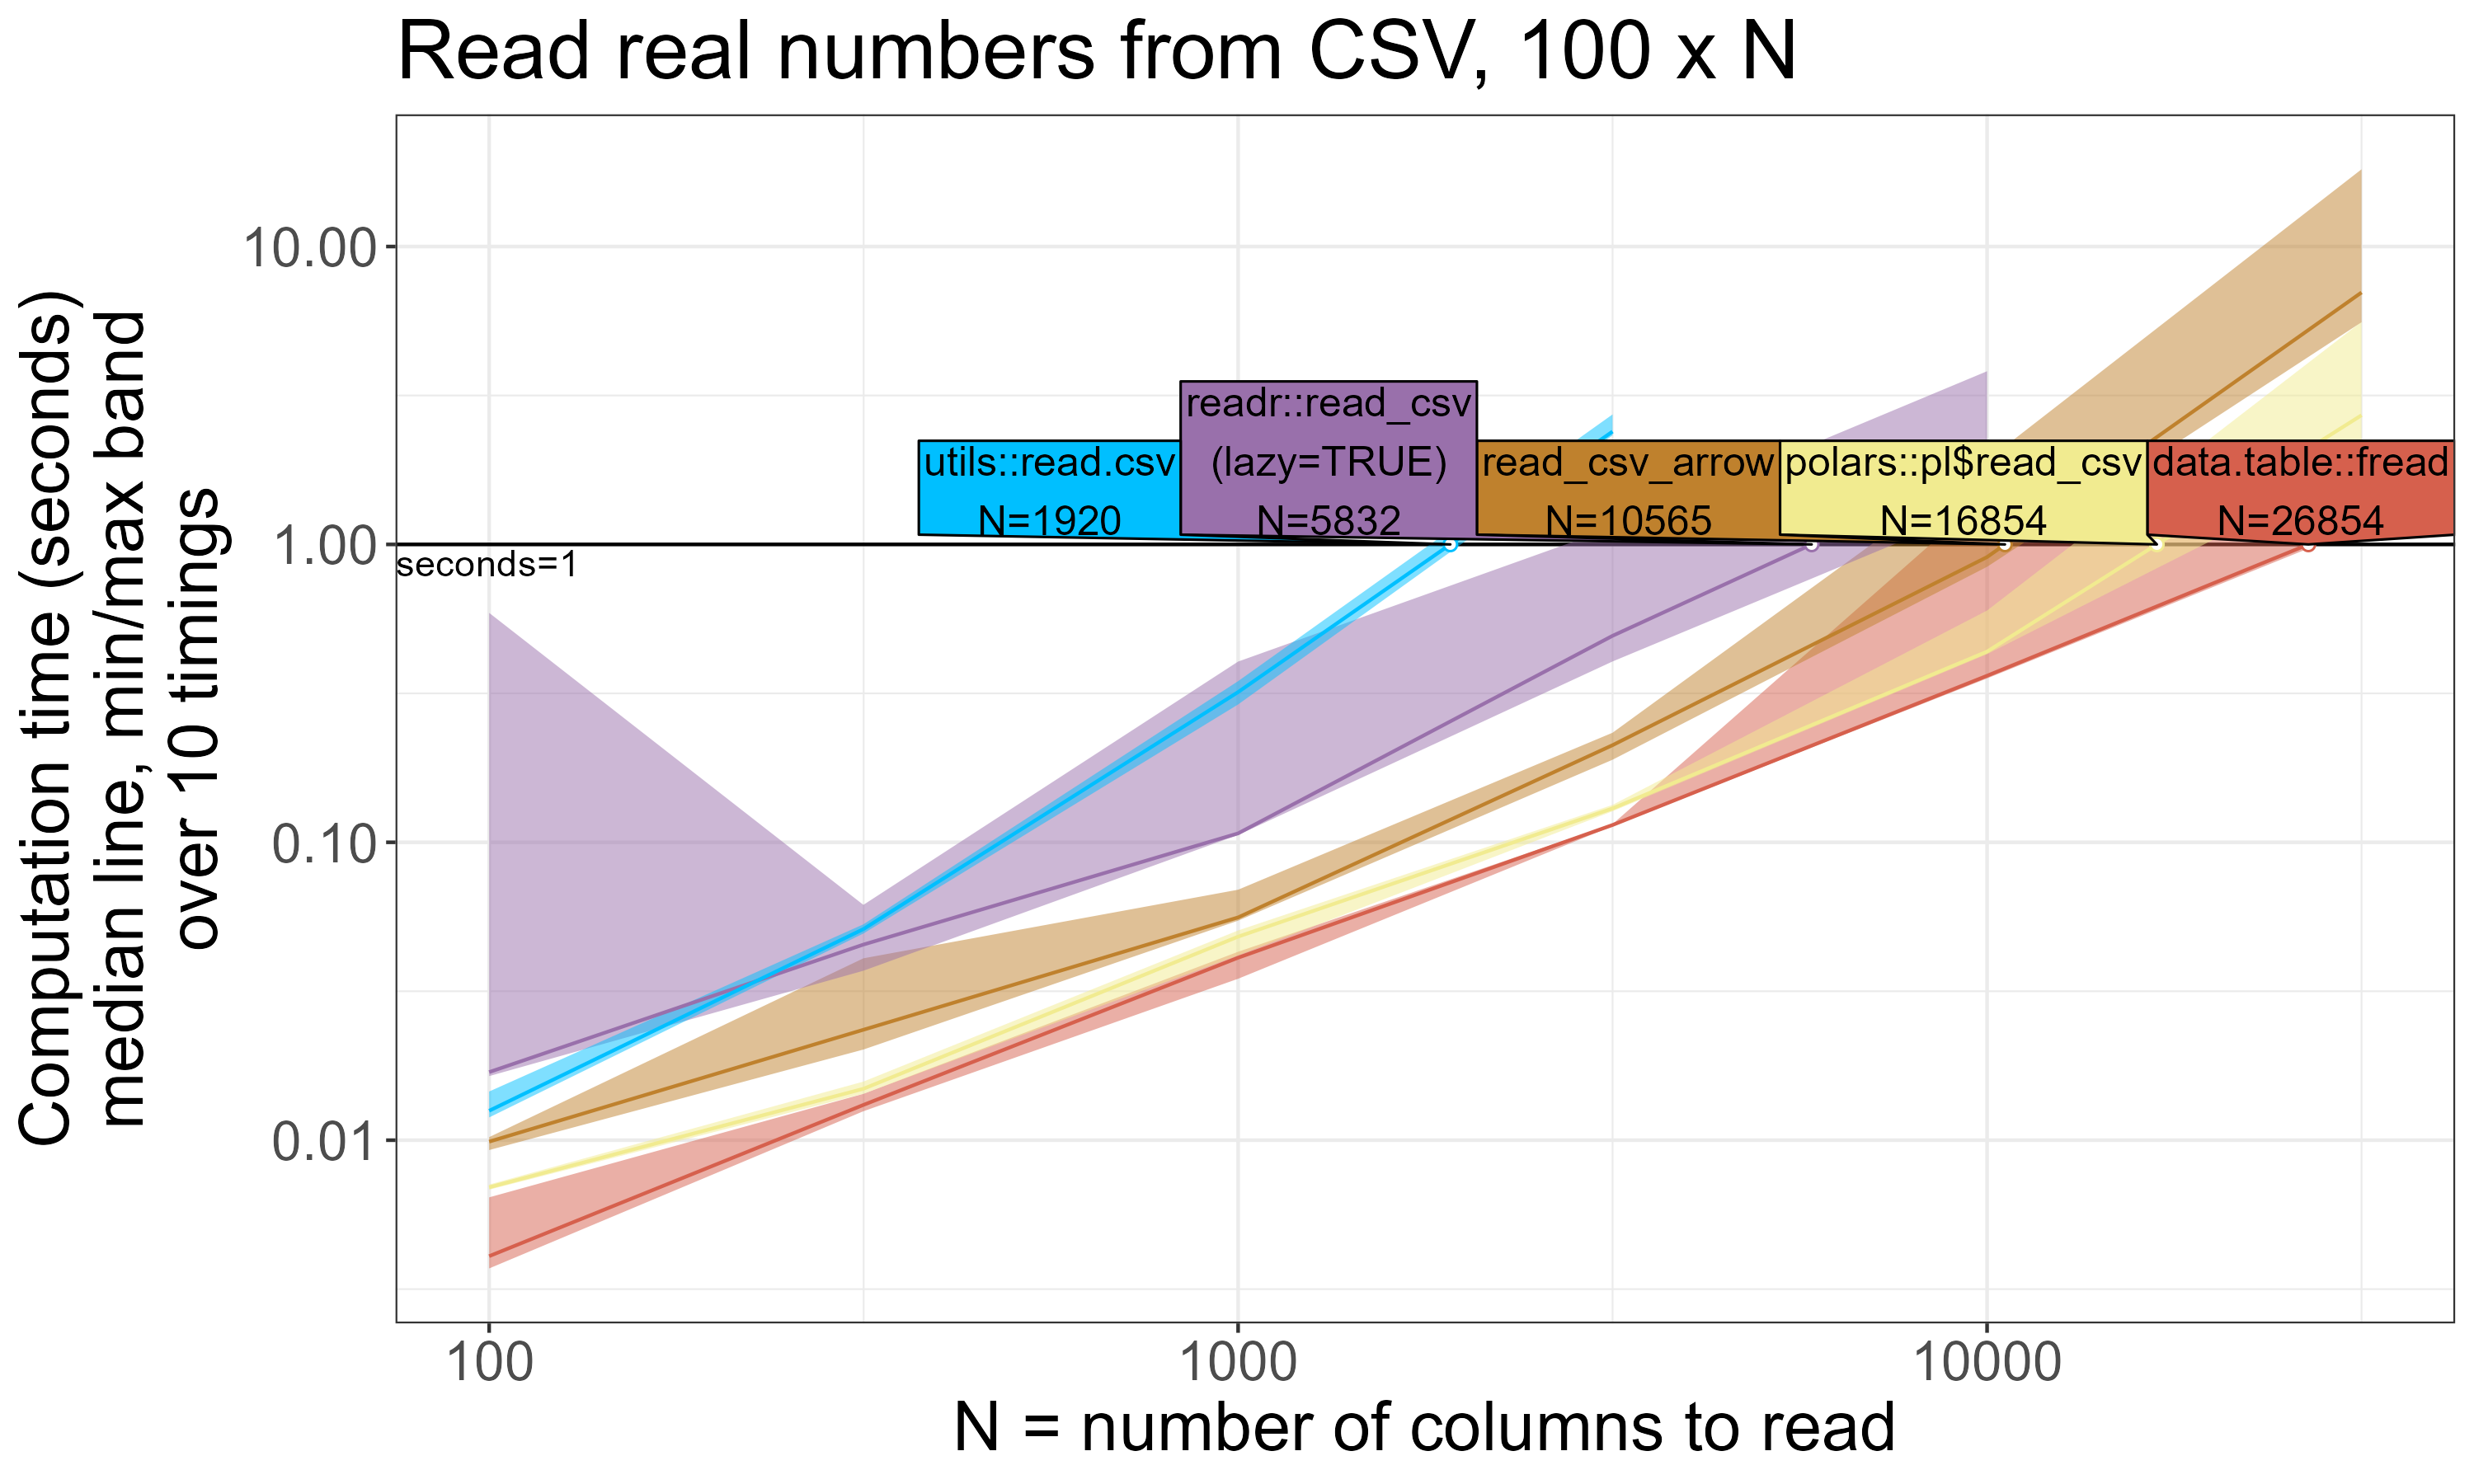 Read real numbers from CSV, 100 x N
Computation time (seconds)
median line, min/max band
over 10 timings
10.00
1.00
0.10
0.01
seconds=1
utils::read.csv
N=1920
readr::read_csv
(lazy=TRUE)
N=5832
read_csv_arrow
N=10565
polars::pl$read_csv
N=16854
data.table::fread
N=26854
100
1000
10000
N = number of columns to read